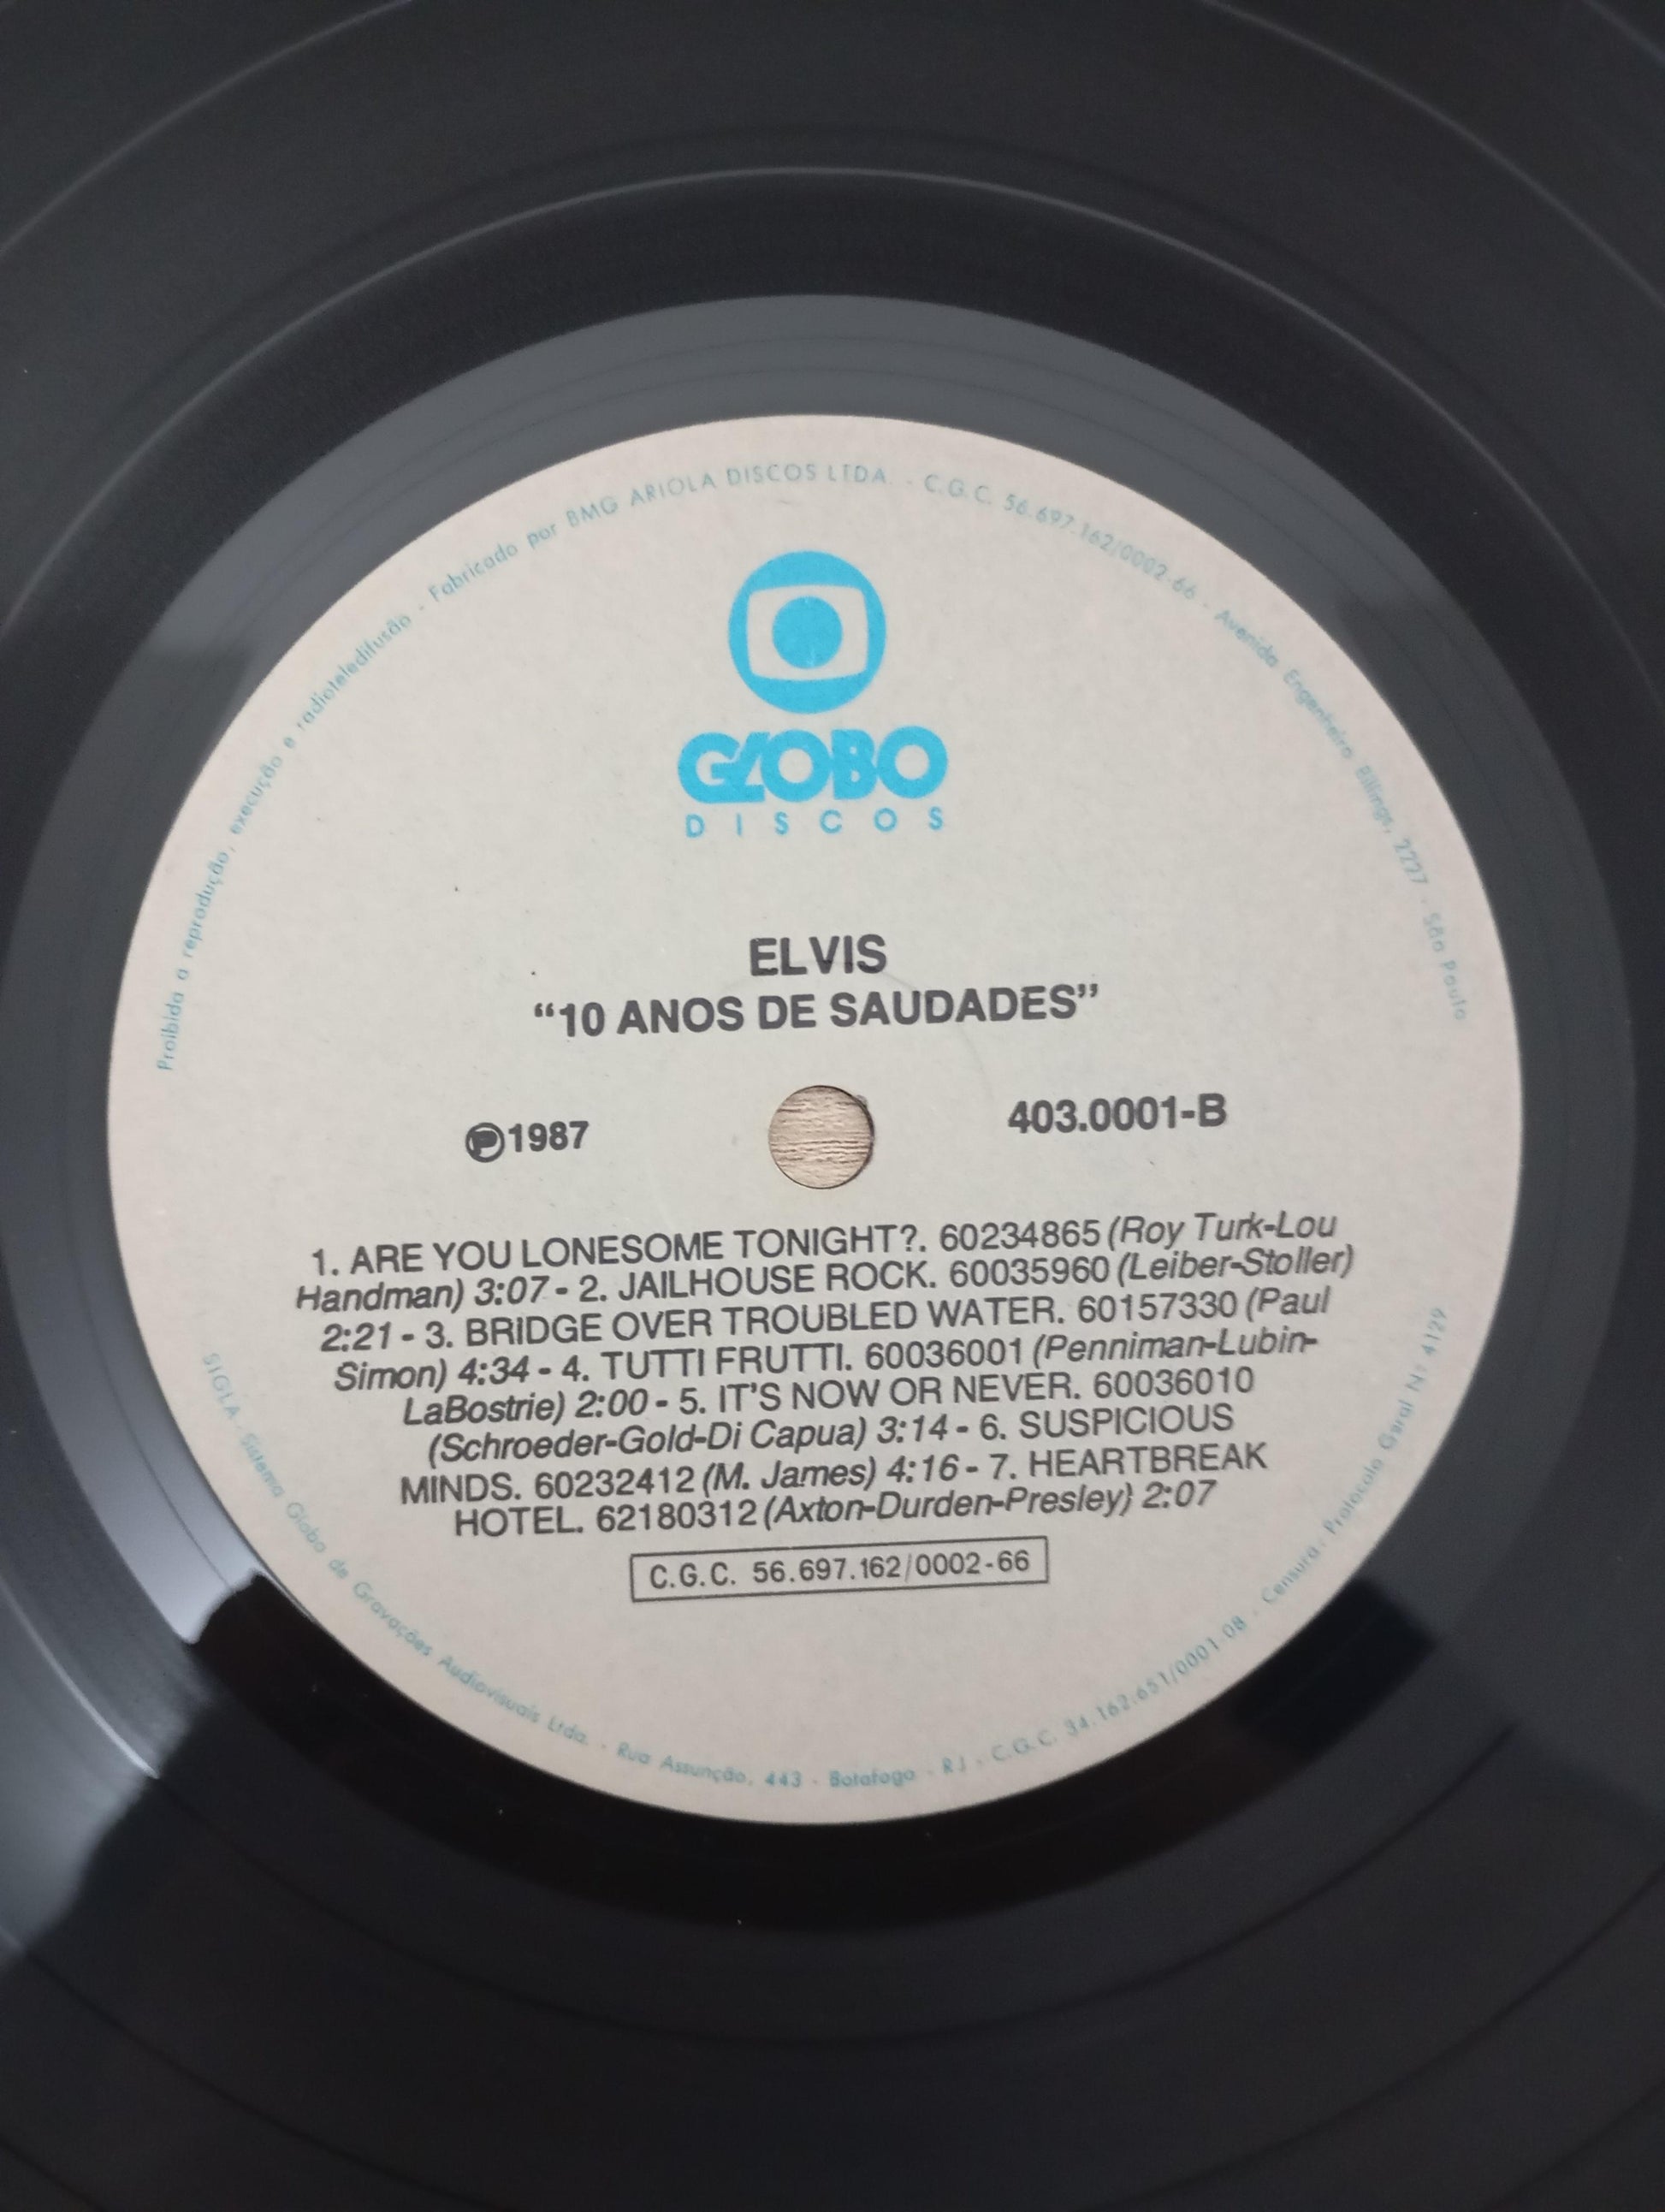 Proibida a reprodução, execução e radioteledifusão - Fabricado por BMG ARIOLA DISCOS LTDA. - C.G.C. 56.697.162/0002-66 - Avenida Engenheiro Billings, 2227 - São Paulo
GLOBO
DISCOS
ELVIS
“10 ANOS DE SAUDADES”
℗1987
403.0001-B
1. ARE YOU LONESOME TONIGHT?. 60234865 (Roy Turk-Lou
Handman) 3:07 - 2. JAILHOUSE ROCK. 60035960 (Leiber-Stoller)
2:21 - 3. BRIDGE OVER TROUBLED WATER. 60157330 (Paul
Simon) 4:34 - 4. TUTTI FRUTTI. 60036001 (Penniman-Lubin-
LaBostrie) 2:00 - 5. IT'S NOW OR NEVER. 60036010
(Schroeder-Gold-Di Capua) 3:14 - 6. SUSPICIOUS
MINDS. 60232412 (M. James) 4:16 - 7. HEARTBREAK
HOTEL. 62180312 (Axton-Durden-Presley) 2:07
C.G.C. 56.697.162/0002-66
SIGLA - Sistema Globo de Gravações Audiovisuais Ltda. - Rua Assunção, 443 - Botafogo - RJ - C.G.C. 34.162.651/0001-08 - Censura: Protocolo Geral Nº 4129